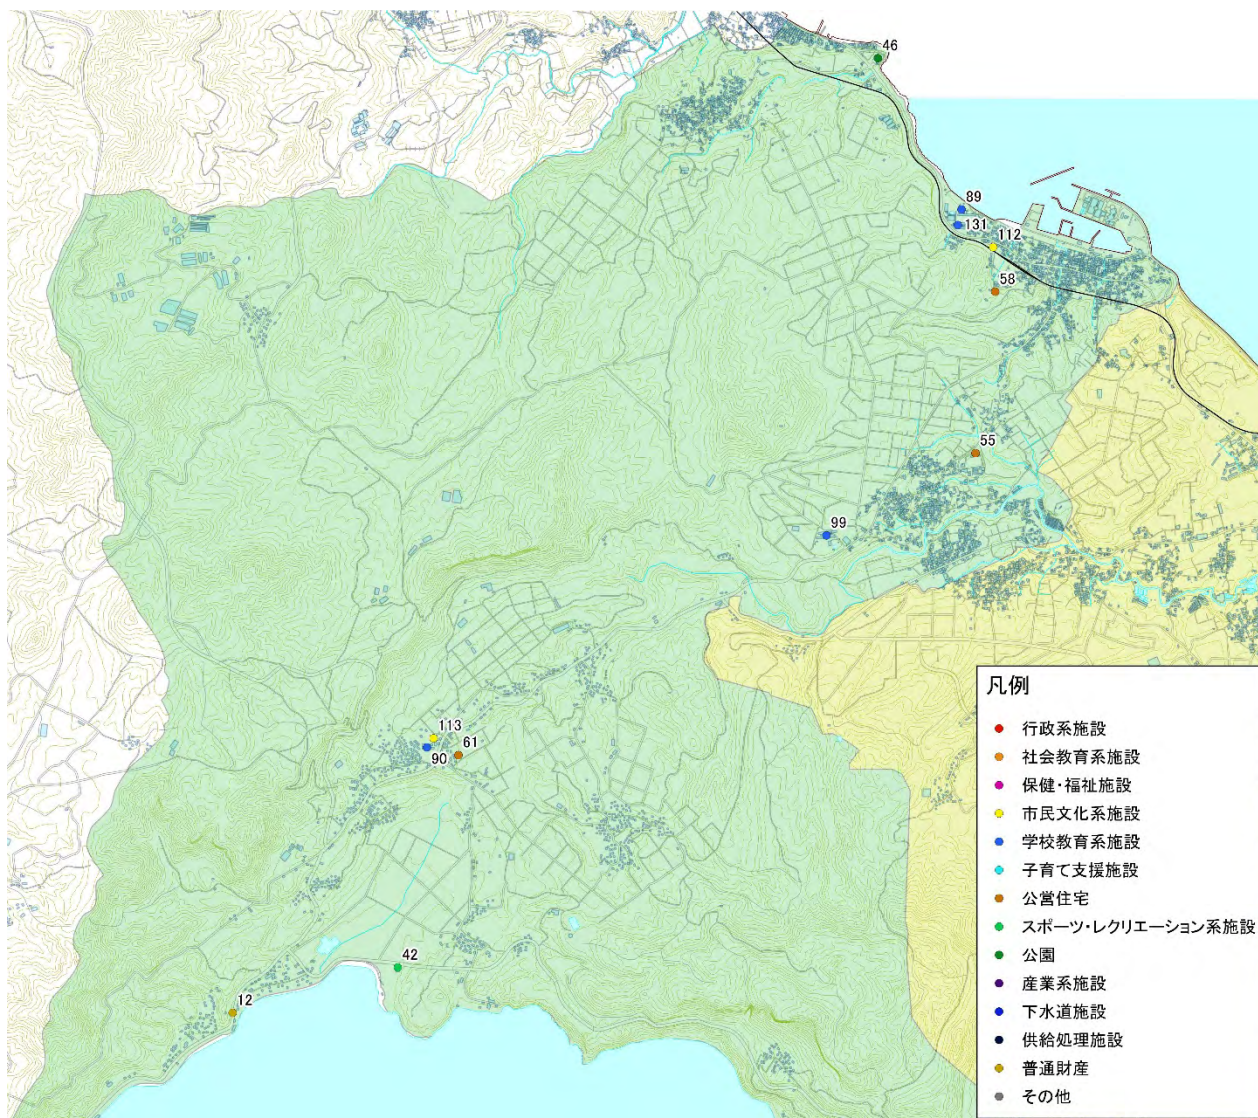 46
89
131
112
58
55
99
113
61
90
42
12
凡例
行政系施設
社会教育系施設
保健・福祉施設
市民文化系施設
学校教育系施設
子育て支援施設
公営住宅
スポーツ・レクリエーション系施設
公園
産業系施設
下水道施設
供給処理施設
普通財産
その他